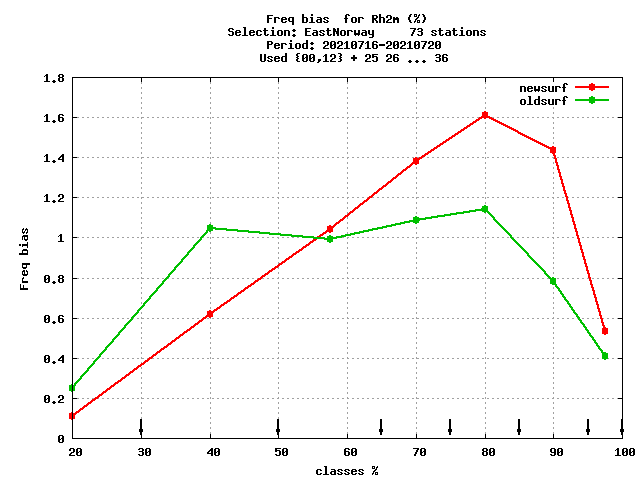 Freq bias  for Rh2m (%)
Selection: EastNorway     73 stations
Period: 20210716-20210720
Used {00,12} + 25 26 ... 36
newsurf
oldsurf
Freq bias
1.8
1.6
1.4
1.2
1
0.8
0.6
0.4
0.2
0
20 30 40 50 60 70 80 90 100
classes %